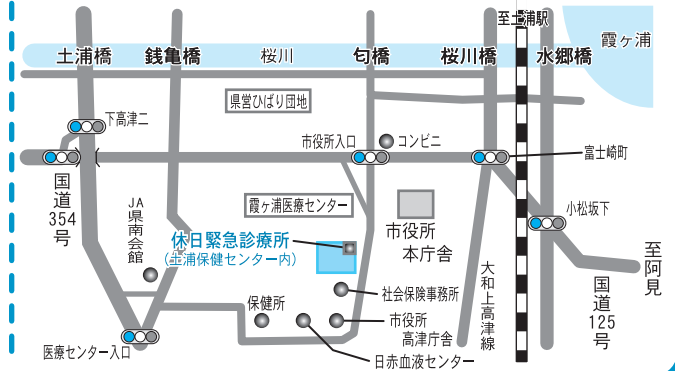 至土浦駅
霞ヶ浦
土浦橋
銭亀橋
桜川
匂橋
桜川橋
水郷橋
県営ひばり団地
下高津二
市役所入口
コンビニ
富士崎町
国道354号
JA県南会館
霞ヶ浦医療センター
市役所
本庁舎
小松坂下
休日緊急診療所
（土浦保健センター内）
至阿見
大和上高津線
国道125号
社会保険事務所
保健所
市役所
高津庁舎
医療センター入口
日赤血液センター